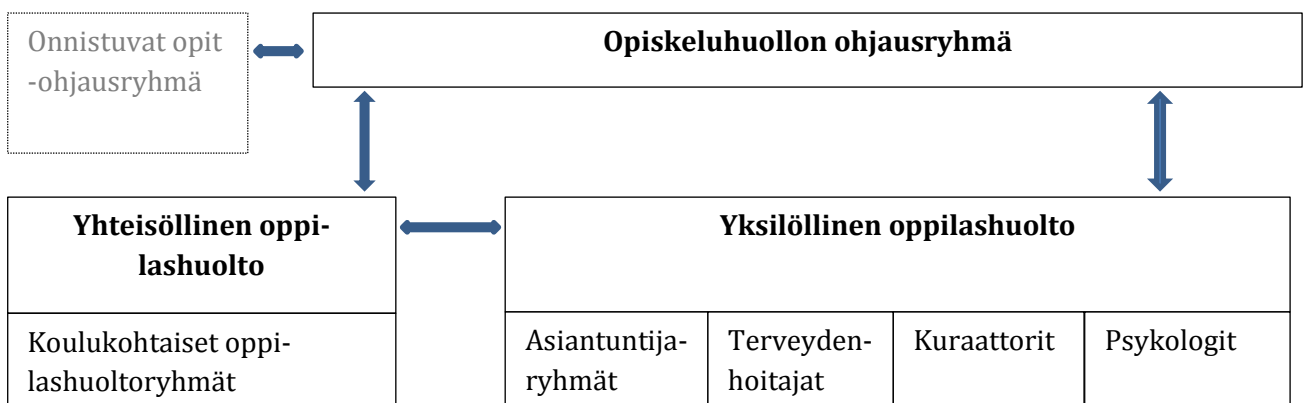 Onnistuvat opit
-ohjausryhmä
Opiskeluhuollon ohjausryhmä
Yhteisöllinen oppi-
lashuolto
Yksilöllinen oppilashuolto
Koulukohtaiset oppi-
lashuoltoryhmät
Asiantuntija-
ryhmät
Terveyden-
hoitajat
Kuraattorit
Psykologit